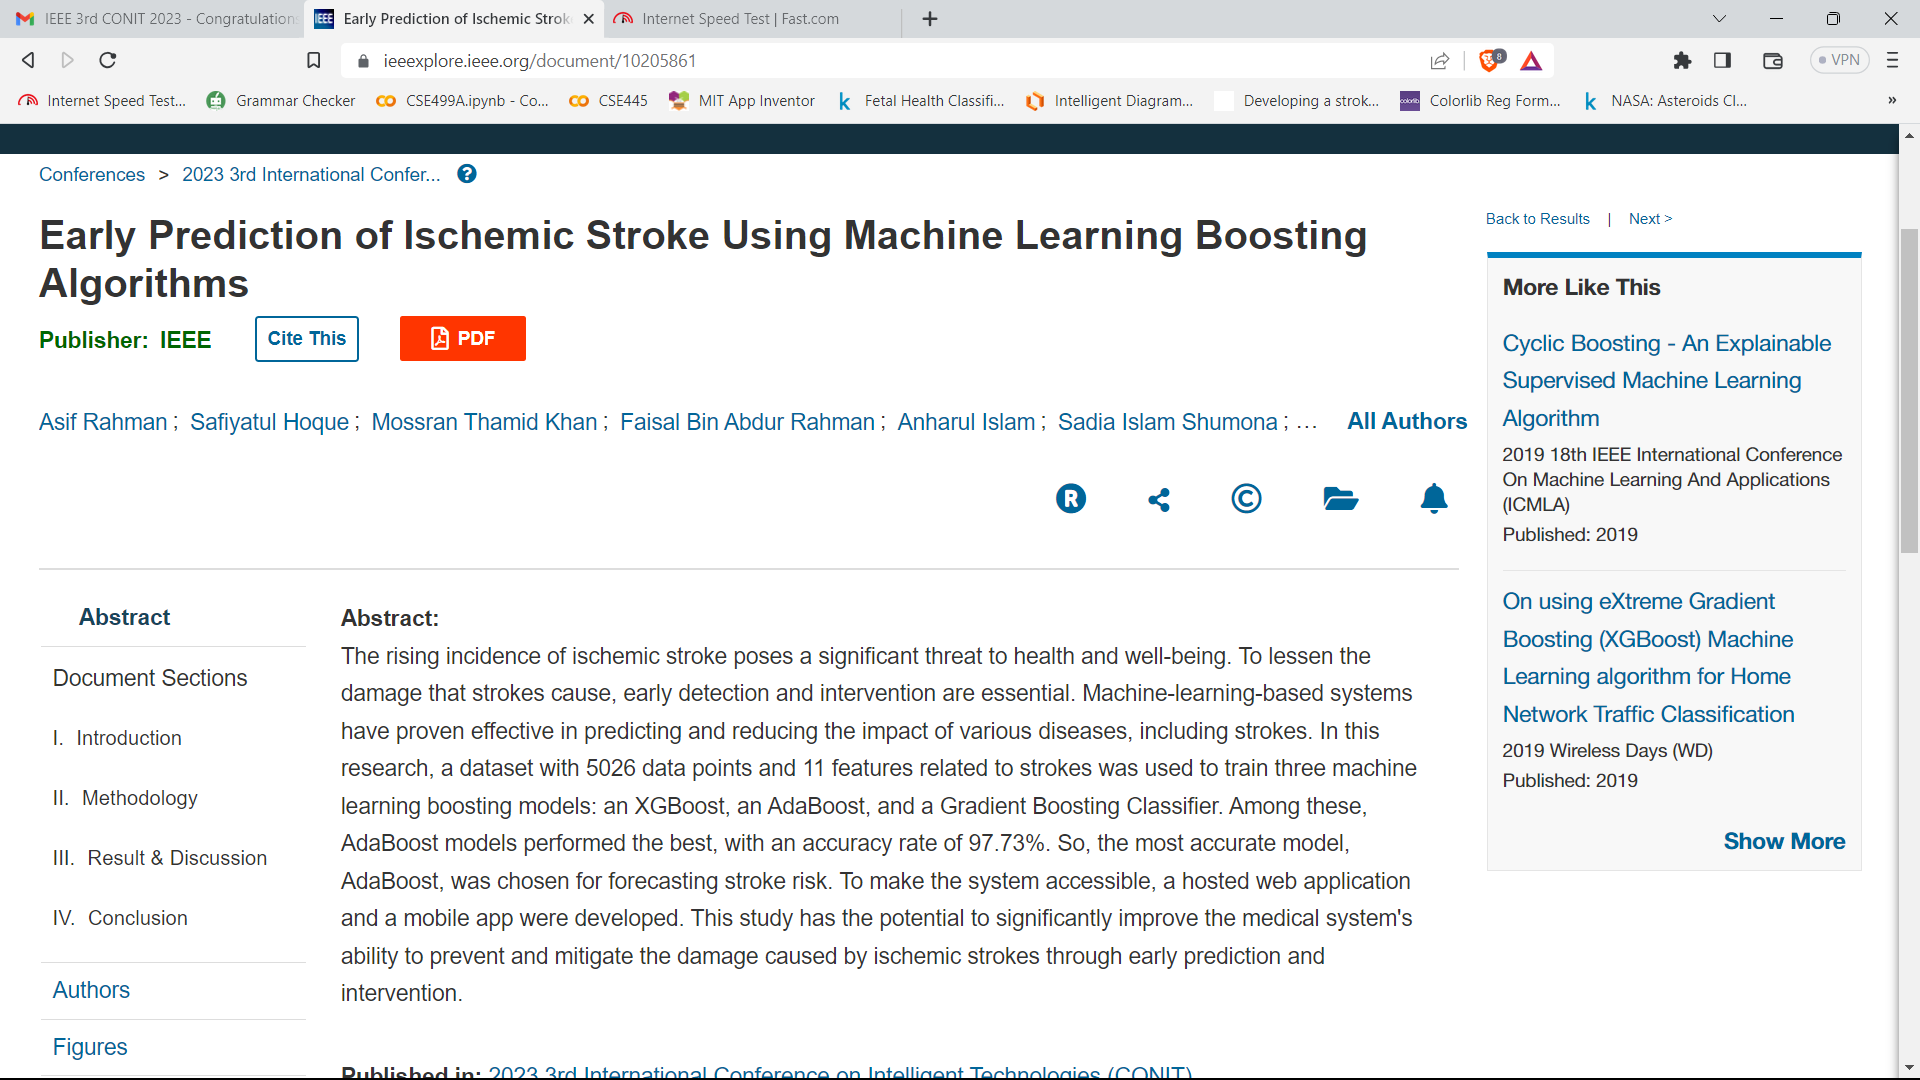 IEEE 3rd CONIT 2023 - Congratulations
IEEE Early Prediction of Ischemic Strok
Internet Speed Test | Fast.com
ieeexplore.ieee.org/document/10205861
8
VPN
Internet Speed Test... Grammar Checker CSE499A.ipynb - Co... CSE445 MIT App Inventor Fetal Health Classifi... Intelligent Diagram... Developing a strok... colorlib Colorlib Reg Form... NASA: Asteroids Cl... »
Conferences > 2023 3rd International Confer... ?
Back to Results | Next >
Early Prediction of Ischemic Stroke Using Machine Learning Boosting
Algorithms
Publisher: IEEE
Cite This
PDF
Asif Rahman ; Safiyatul Hoque ; Mossran Thamid Khan ; Faisal Bin Abdur Rahman ; Anharul Islam ; Sadia Islam Shumona ; ... All Authors
R ©
Abstract
Document Sections
I. Introduction
II. Methodology
III. Result & Discussion
IV. Conclusion
Authors
Figures
Abstract:
The rising incidence of ischemic stroke poses a significant threat to health and well-being. To lessen the
damage that strokes cause, early detection and intervention are essential. Machine-learning-based systems
have proven effective in predicting and reducing the impact of various diseases, including strokes. In this
research, a dataset with 5026 data points and 11 features related to strokes was used to train three machine
learning boosting models: an XGBoost, an AdaBoost, and a Gradient Boosting Classifier. Among these,
AdaBoost models performed the best, with an accuracy rate of 97.73%. So, the most accurate model,
AdaBoost, was chosen for forecasting stroke risk. To make the system accessible, a hosted web application
and a mobile app were developed. This study has the potential to significantly improve the medical system's
ability to prevent and mitigate the damage caused by ischemic strokes through early prediction and
intervention.
Published in: 2023 3rd International Conference on Intelligent Technologies (CONIT)
More Like This
Cyclic Boosting - An Explainable
Supervised Machine Learning
Algorithm
2019 18th IEEE International Conference
On Machine Learning And Applications
(ICMLA)
Published: 2019
On using eXtreme Gradient
Boosting (XGBoost) Machine
Learning algorithm for Home
Network Traffic Classification
2019 Wireless Days (WD)
Published: 2019
Show More